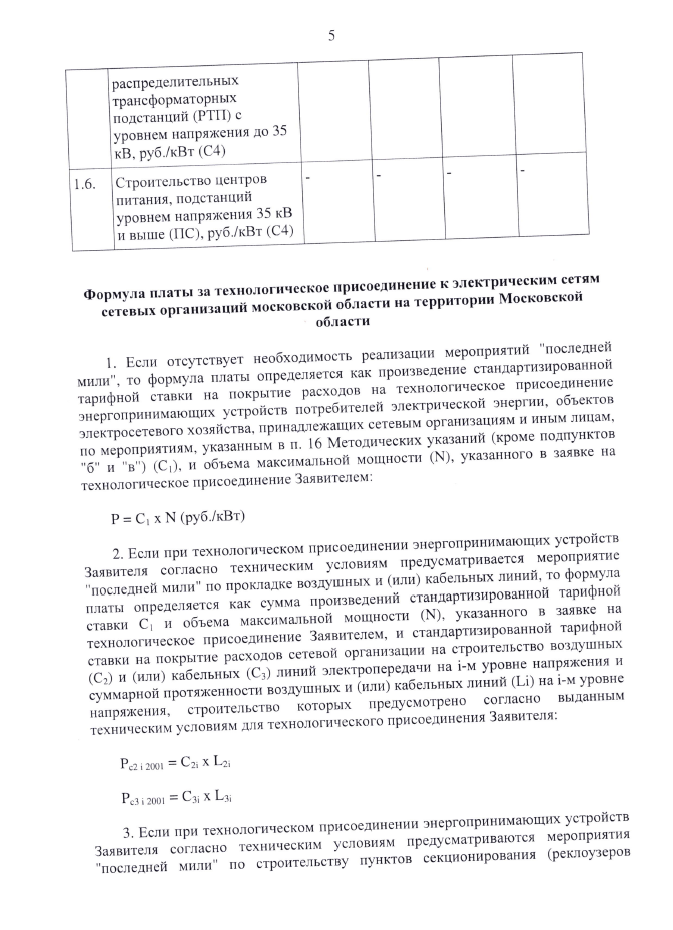 5
распределительных
трансформаторных
подстанций (РТП) с
уровнем напряжения до 35
кВ, руб./кВт (С4)
1.6. Строительство центров - - - -
питания, подстанций
уровнем напряжения 35 кВ
и выше (ПС), руб./кВт (С4)
Формула платы за технологическое присоединение к электрическим сетям
сетевых организаций московской области на территории Московской
области
1. Если отсутствует необходимость реализации мероприятий "последней
мили", то формула платы определяется как произведение стандартизированной
тарифной ставки на покрытие расходов на технологическое присоединение
энергопринимающих устройств потребителей электрической энергии, объектов
электросетевого хозяйства, принадлежащих сетевым организациям и иным лицам,
по мероприятиям, указанным в п. 16 Методических указаний (кроме подпунктов
"б" и "в") (С₁), и объема максимальной мощности (N), указанного в заявке на
технологическое присоединение Заявителем:
Р = С₁ х N (руб./кВт)
2. Если при технологическом присоединении энергопринимающих устройств
Заявителя согласно техническим условиям предусматривается мероприятие
"последней мили" по прокладке воздушных и (или) кабельных линий, то формула
платы определяется как сумма произведений стандартизированной тарифной
ставки С₁ и объема максимальной мощности (N), указанного в заявке на
технологическое присоединение Заявителем, и стандартизированной тарифной
ставки на покрытие расходов сетевой организации на строительство воздушных
(С₂) и (или) кабельных (С₃) линий электропередачи на i-м уровне напряжения и
суммарной протяженности воздушных и (или) кабельных линий (Li) на i-м уровне
напряжения, строительство которых предусмотрено согласно выданным
техническим условиям для технологического присоединения Заявителя:
Рс2 i 2001 = С2i х L2i
Рс3 i 2001 = С3i х L3i
3. Если при технологическом присоединении энергопринимающих устройств
Заявителя согласно техническим условиям предусматриваются мероприятия
"последней мили" по строительству пунктов секционирования (реклоузеров